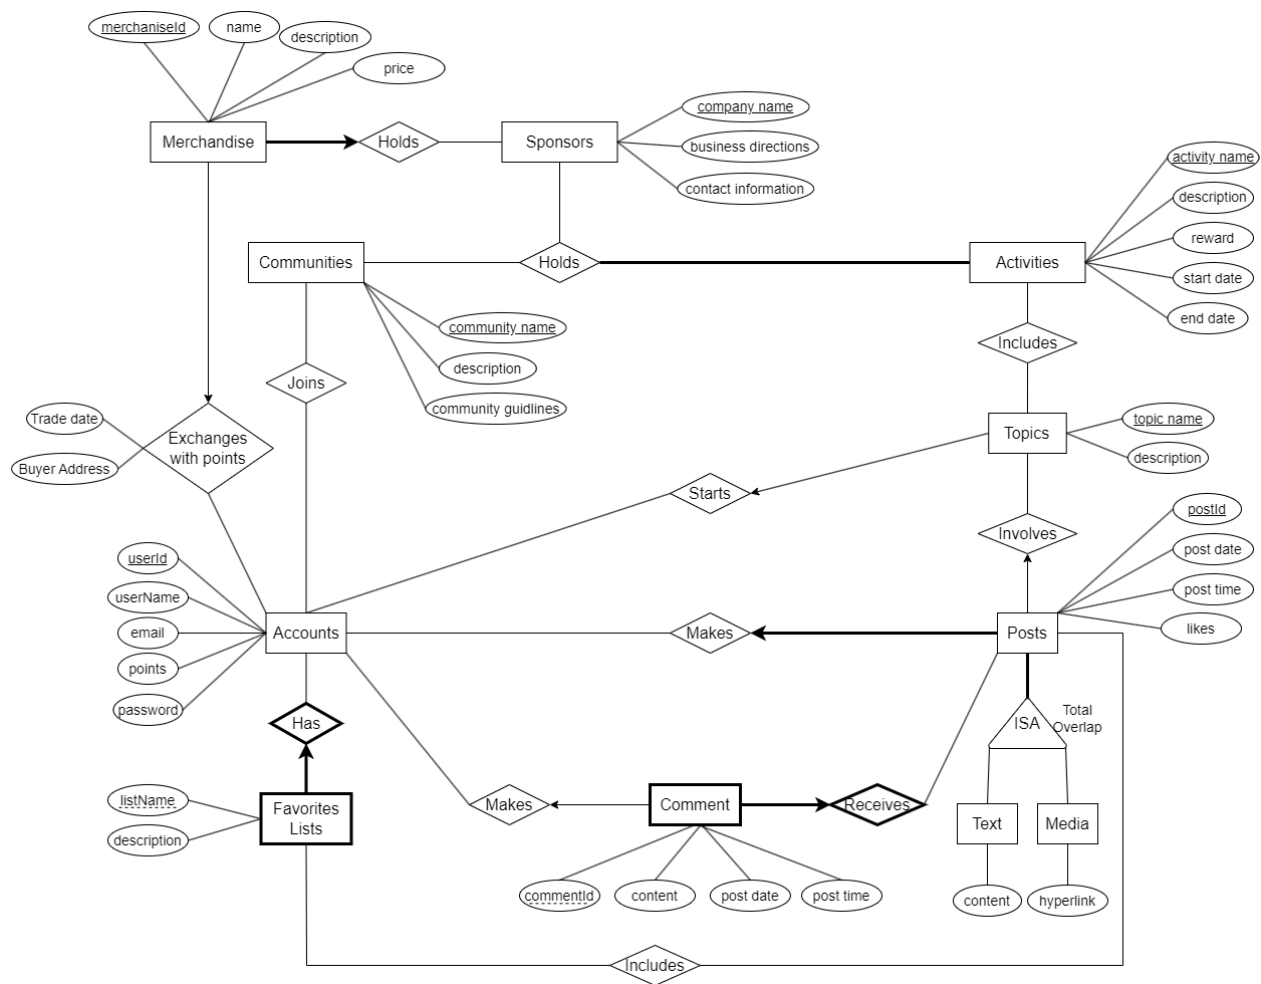 merchaniseId
name
description
price
Merchandise
Holds
Sponsors
company name
business directions
contact information
activity name
description
reward
start date
end date
Communities
Holds
Activities
community name
description
community guidlines
Includes
Joins
Trade date
Buyer Address
Exchanges
with points
Topics
topic name
description
Starts
Involves
postId
post date
post time
likes
userId
userName
email
points
password
Accounts
Makes
Posts
Has
ISA
Total
Overlap
listName
description
Favorites
Lists
Makes
Comment
Receives
Text
Media
commentId
content
post date
post time
content
hyperlink
Includes